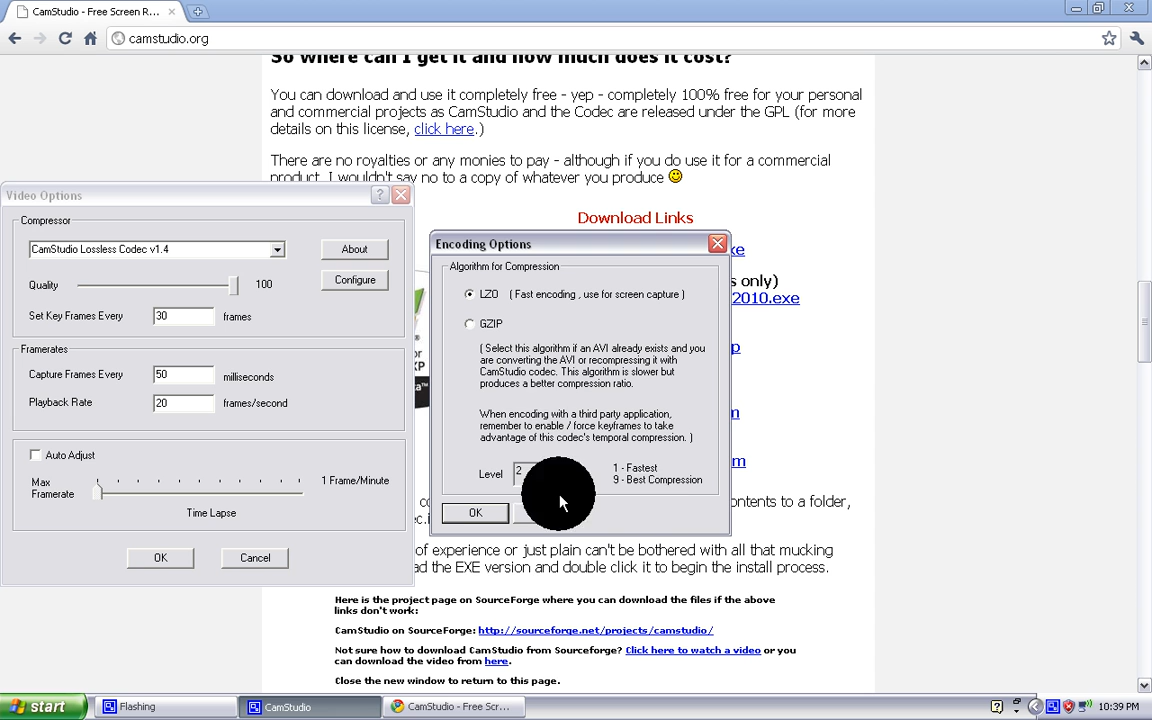 CamStudio - Free Screen R...
camstudio.org
So where can I get it and how much does it cost?
You can download and use it completely free - yep - completely 100% free for your personal
and commercial projects as CamStudio and the Codec are released under the GPL (for more
details on this license, click here.)
There are no royalties or any monies to pay - although if you do use it for a commercial
product, I wouldn't say no to a copy of whatever you produce
Download Links
Video Options
Compressor
CamStudio Lossless Codec v1.4
About
Quality
100
Configure
Set Key Frames Every
30
frames
Framerates
Capture Frames Every
50
milliseconds
Playback Rate
20
frames/second
Auto Adjust
Max
Framerate
1 Frame/Minute
Time Lapse
OK
Cancel
Encoding Options
Algorithm for Compression
LZO ( Fast encoding , use for screen capture )
GZIP
( Select this algorithm if an AVI already exists and you
are converting the AVI or recompressing it with
CamStudio codec. This algorithm is slower but
produces a better compression ratio.
When encoding with a third party application,
remember to enable / force keyframes to take
advantage of this codec's temporal compression. )
Level
2
1 - Fastest
9 - Best Compression
OK
xe
s only)
2010.exe
p
n
m
or
XP
ontents to a folder,
of experience or just plain can't be bothered with all that mucking
ad the EXE version and double click it to begin the install process.
Here is the project page on SourceForge where you can download the files if the above
links don't work:
CamStudio on SourceForge: http://sourceforge.net/projects/camstudio/
Not sure how to download CamStudio from Sourceforge? Click here to watch a video or you
can download the video from here.
Close the new window to return to this page.
start
Flashing
CamStudio
CamStudio - Free Scr...
10:39 PM